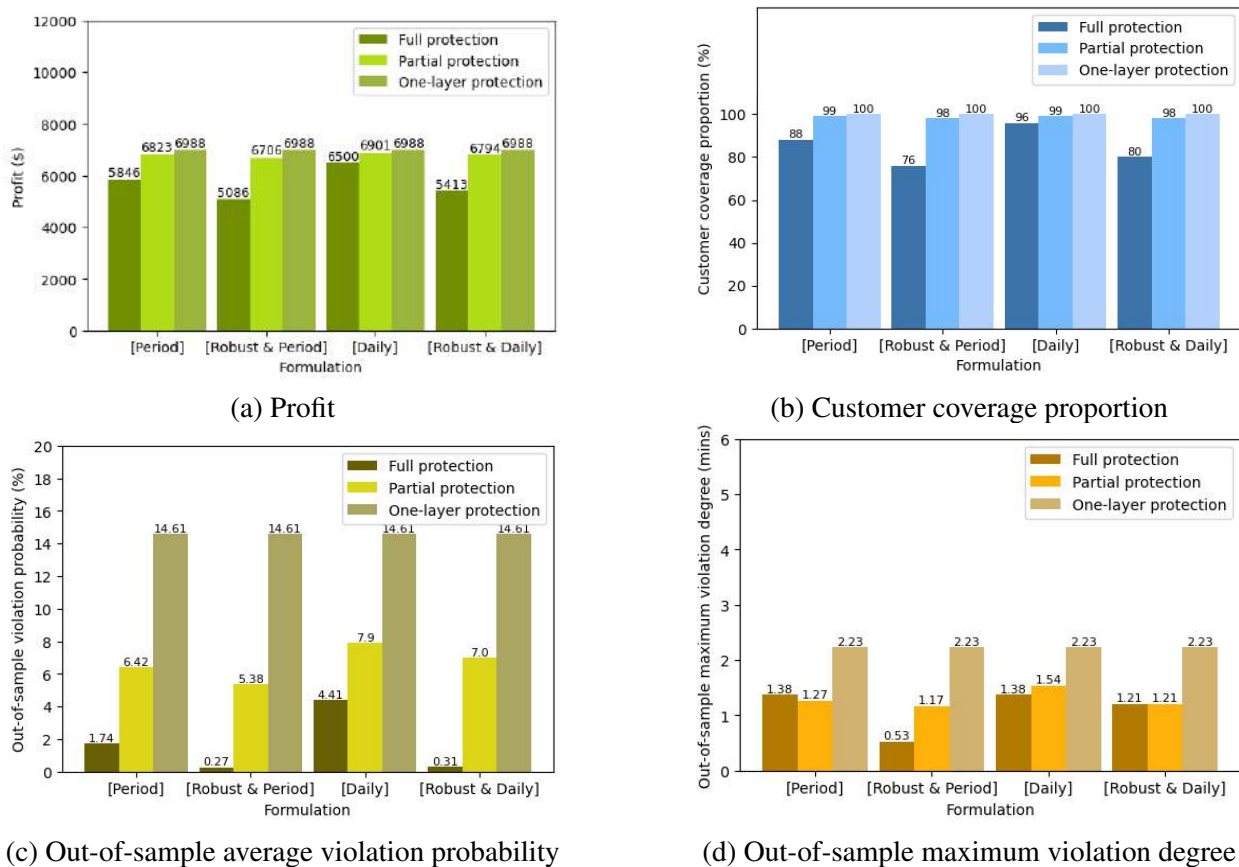 12000
10000
8000
6000
4000
2000
0
Profit ($)
Full protection
Partial protection
One-layer protection
5846
6823
6988
5086
6706
6988
6500
6901
6988
5413
6794
6988
[Period]
[Robust & Period]
[Daily]
[Robust & Daily]
Formulation
(a) Profit
100
80
60
40
20
0
Customer coverage proportion (%)
Full protection
Partial protection
One-layer protection
88
99
100
76
98
100
96
99
100
80
98
100
[Period]
[Robust & Period]
[Daily]
[Robust & Daily]
Formulation
(b) Customer coverage proportion
20
18
16
14
12
10
8
6
4
2
0
Out-of-sample violation probability (%)
Full protection
Partial protection
One-layer protection
1.74
6.42
14.61
0.27
5.38
14.61
4.41
7.9
14.61
0.31
7.0
14.61
[Period]
[Robust & Period]
[Daily]
[Robust & Daily]
Formulation
(c) Out-of-sample average violation probability
6
5
4
3
2
1
0
Out-of-sample maximum violation degree (mins)
Full protection
Partial protection
One-layer protection
1.38
1.27
2.23
0.53
1.17
2.23
1.38
1.54
2.23
1.21
1.21
2.23
[Period]
[Robust & Period]
[Daily]
[Robust & Daily]
Formulation
(d) Out-of-sample maximum violation degree